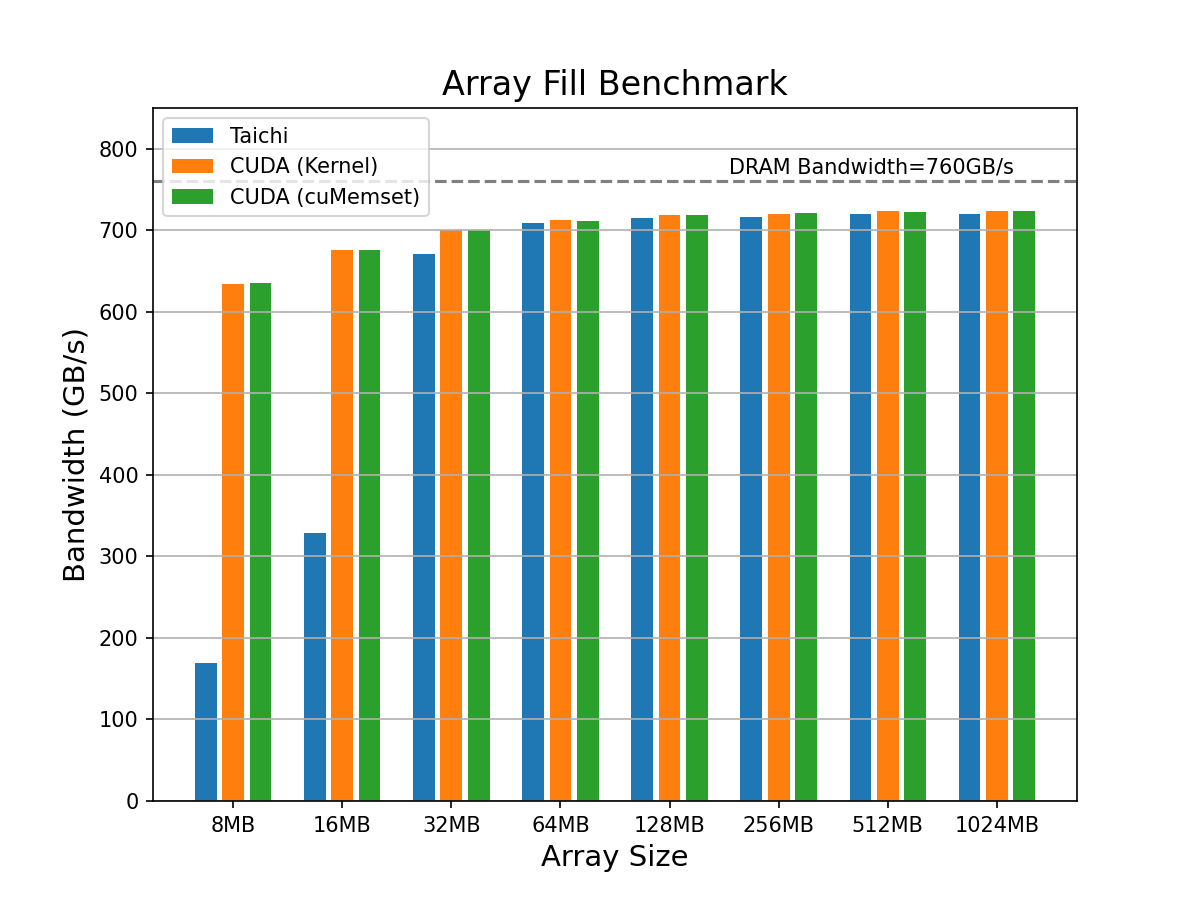 Array Fill Benchmark
Taichi
CUDA (Kernel)
CUDA (cuMemset)
DRAM Bandwidth=760GB/s
800
700
600
500
400
300
200
100
0
Bandwidth (GB/s)
8MB 16MB 32MB 64MB 128MB 256MB 512MB 1024MB
Array Size